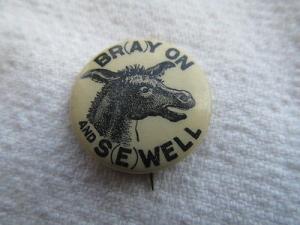 BR(A)Y ON
AND S(E)WELL